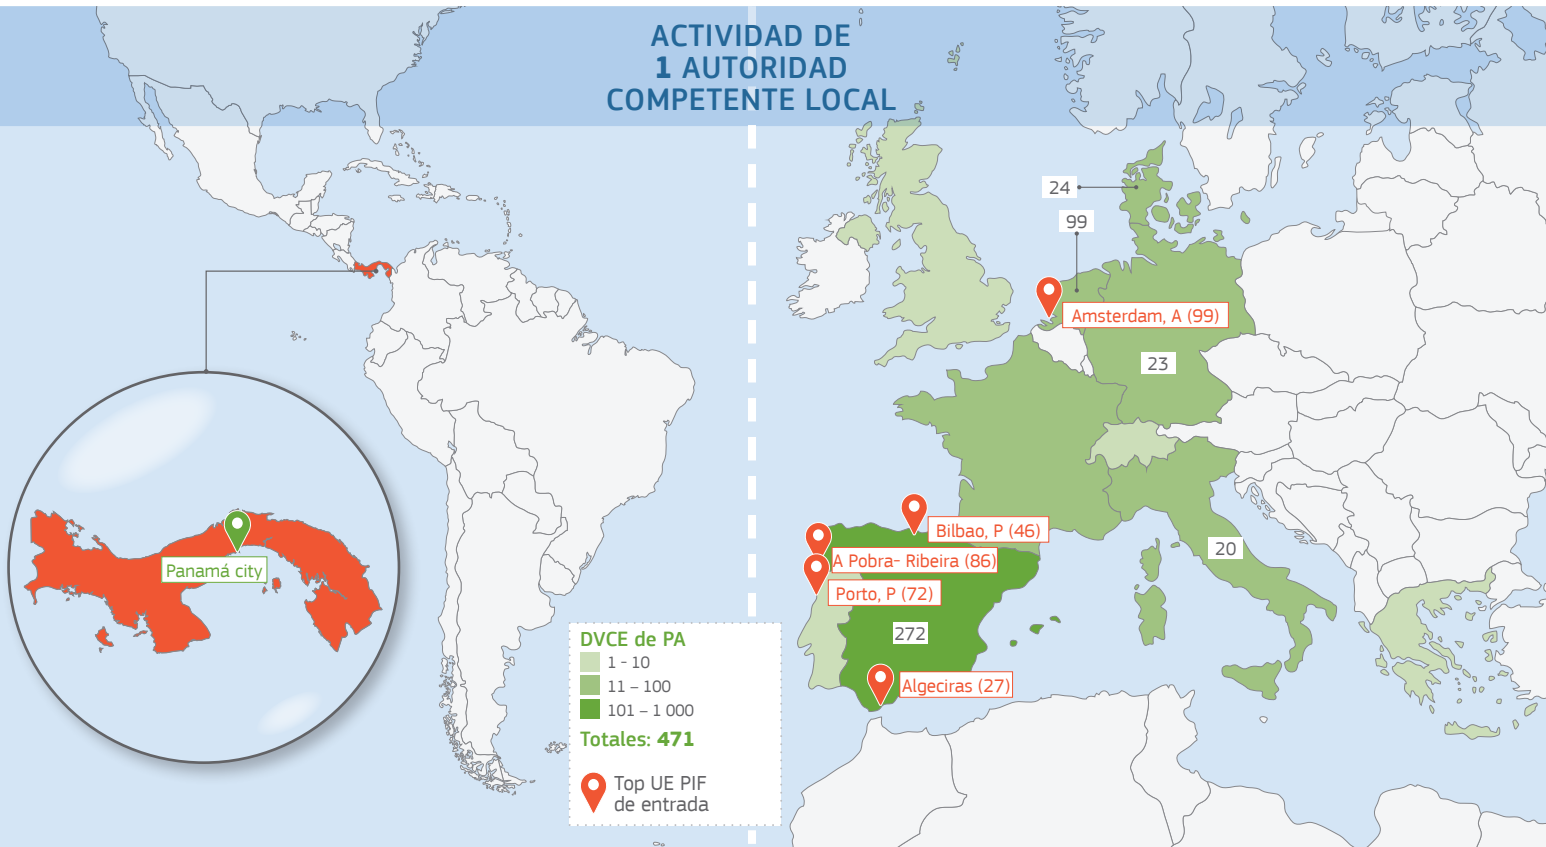 ACTIVIDAD DE
1 AUTORIDAD
COMPETENTE LOCAL
24
99
Amsterdam, A (99)
23
Bilbao, P (46)
A Pobra- Ribeira (86)
Porto, P (72)
20
272
Algeciras (27)
Panamá city
DVCE de PA
1 - 10
11 – 100
101 – 1 000
Totales: 471
Top UE PIF
de entrada